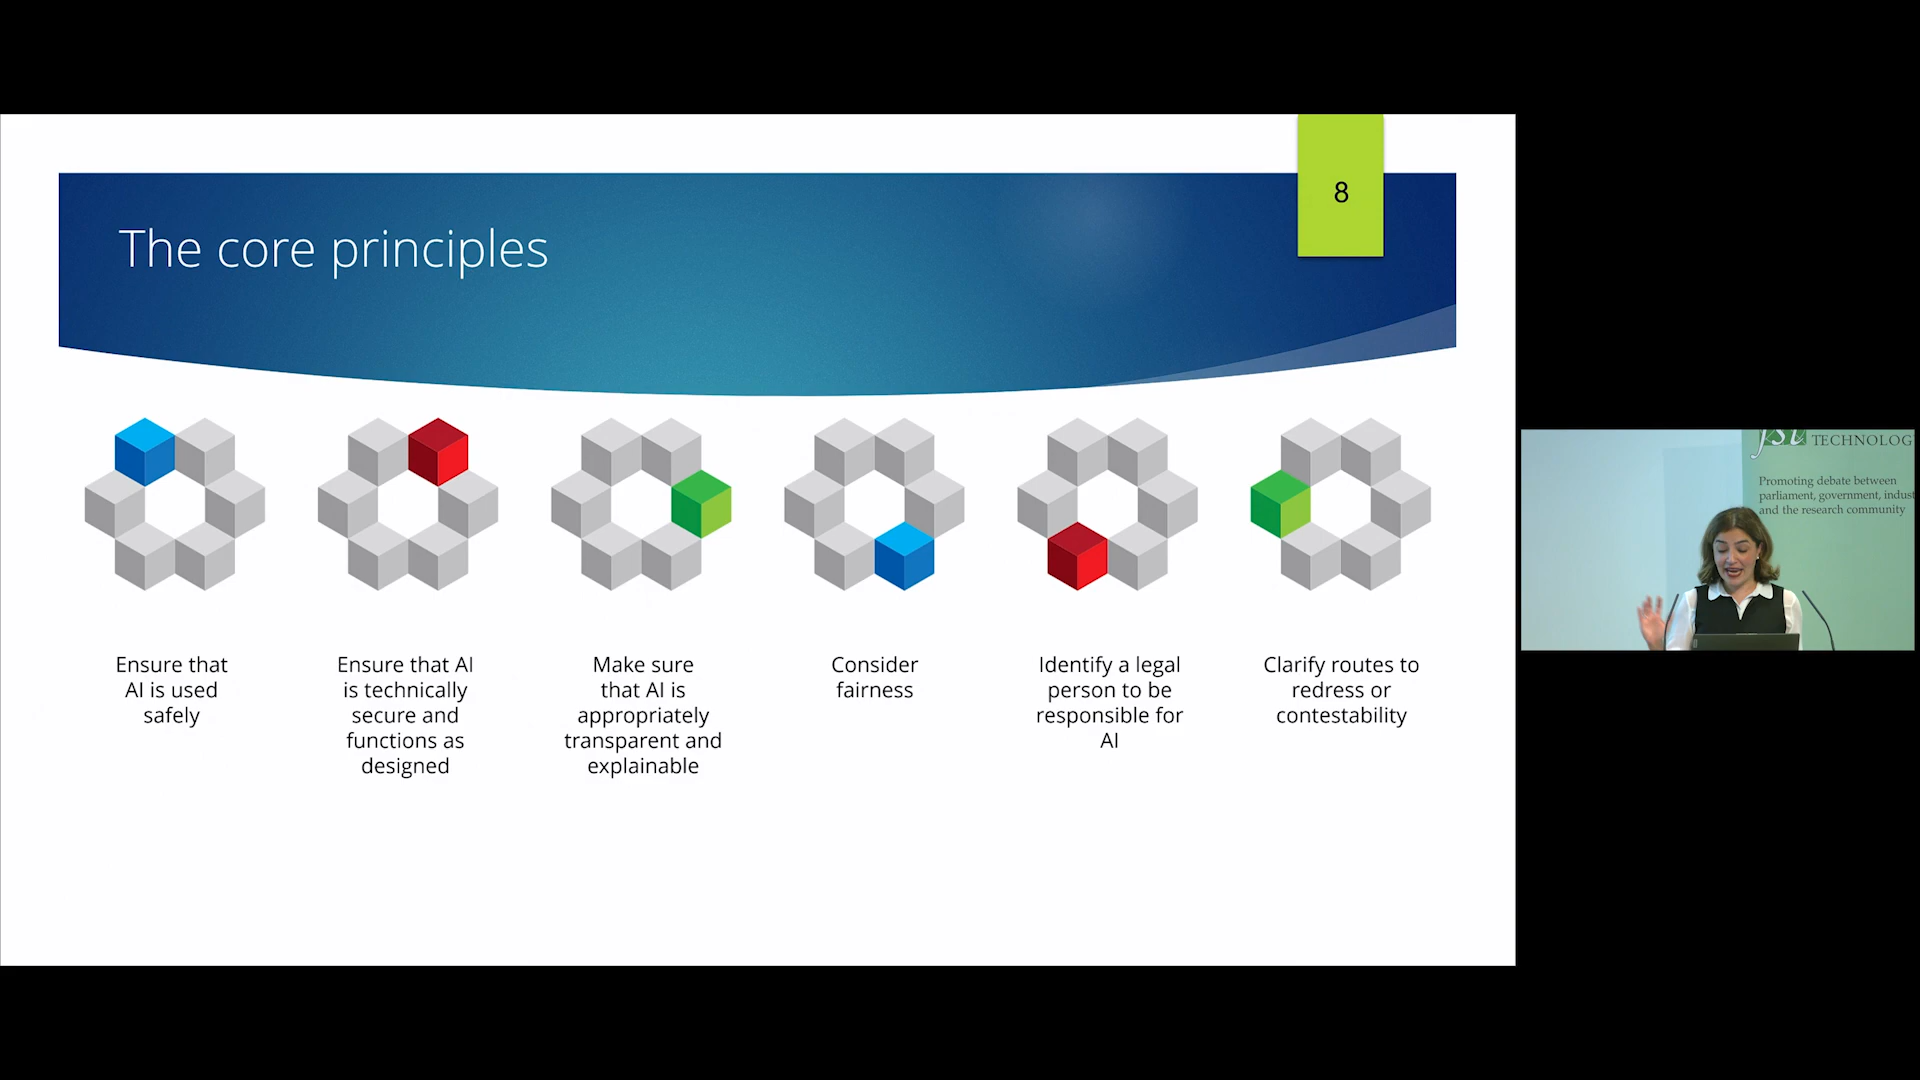 8
The core principles
Ensure that
AI is used
safely
Ensure that AI
is technically
secure and
functions as
designed
Make sure
that AI is
appropriately
transparent and
explainable
Consider
fairness
Identify a legal
person to be
responsible for
AI
Clarify routes to
redress or
contestability
fst TECHNOLOG
Promoting debate between
parliament, government, indust
and the research community